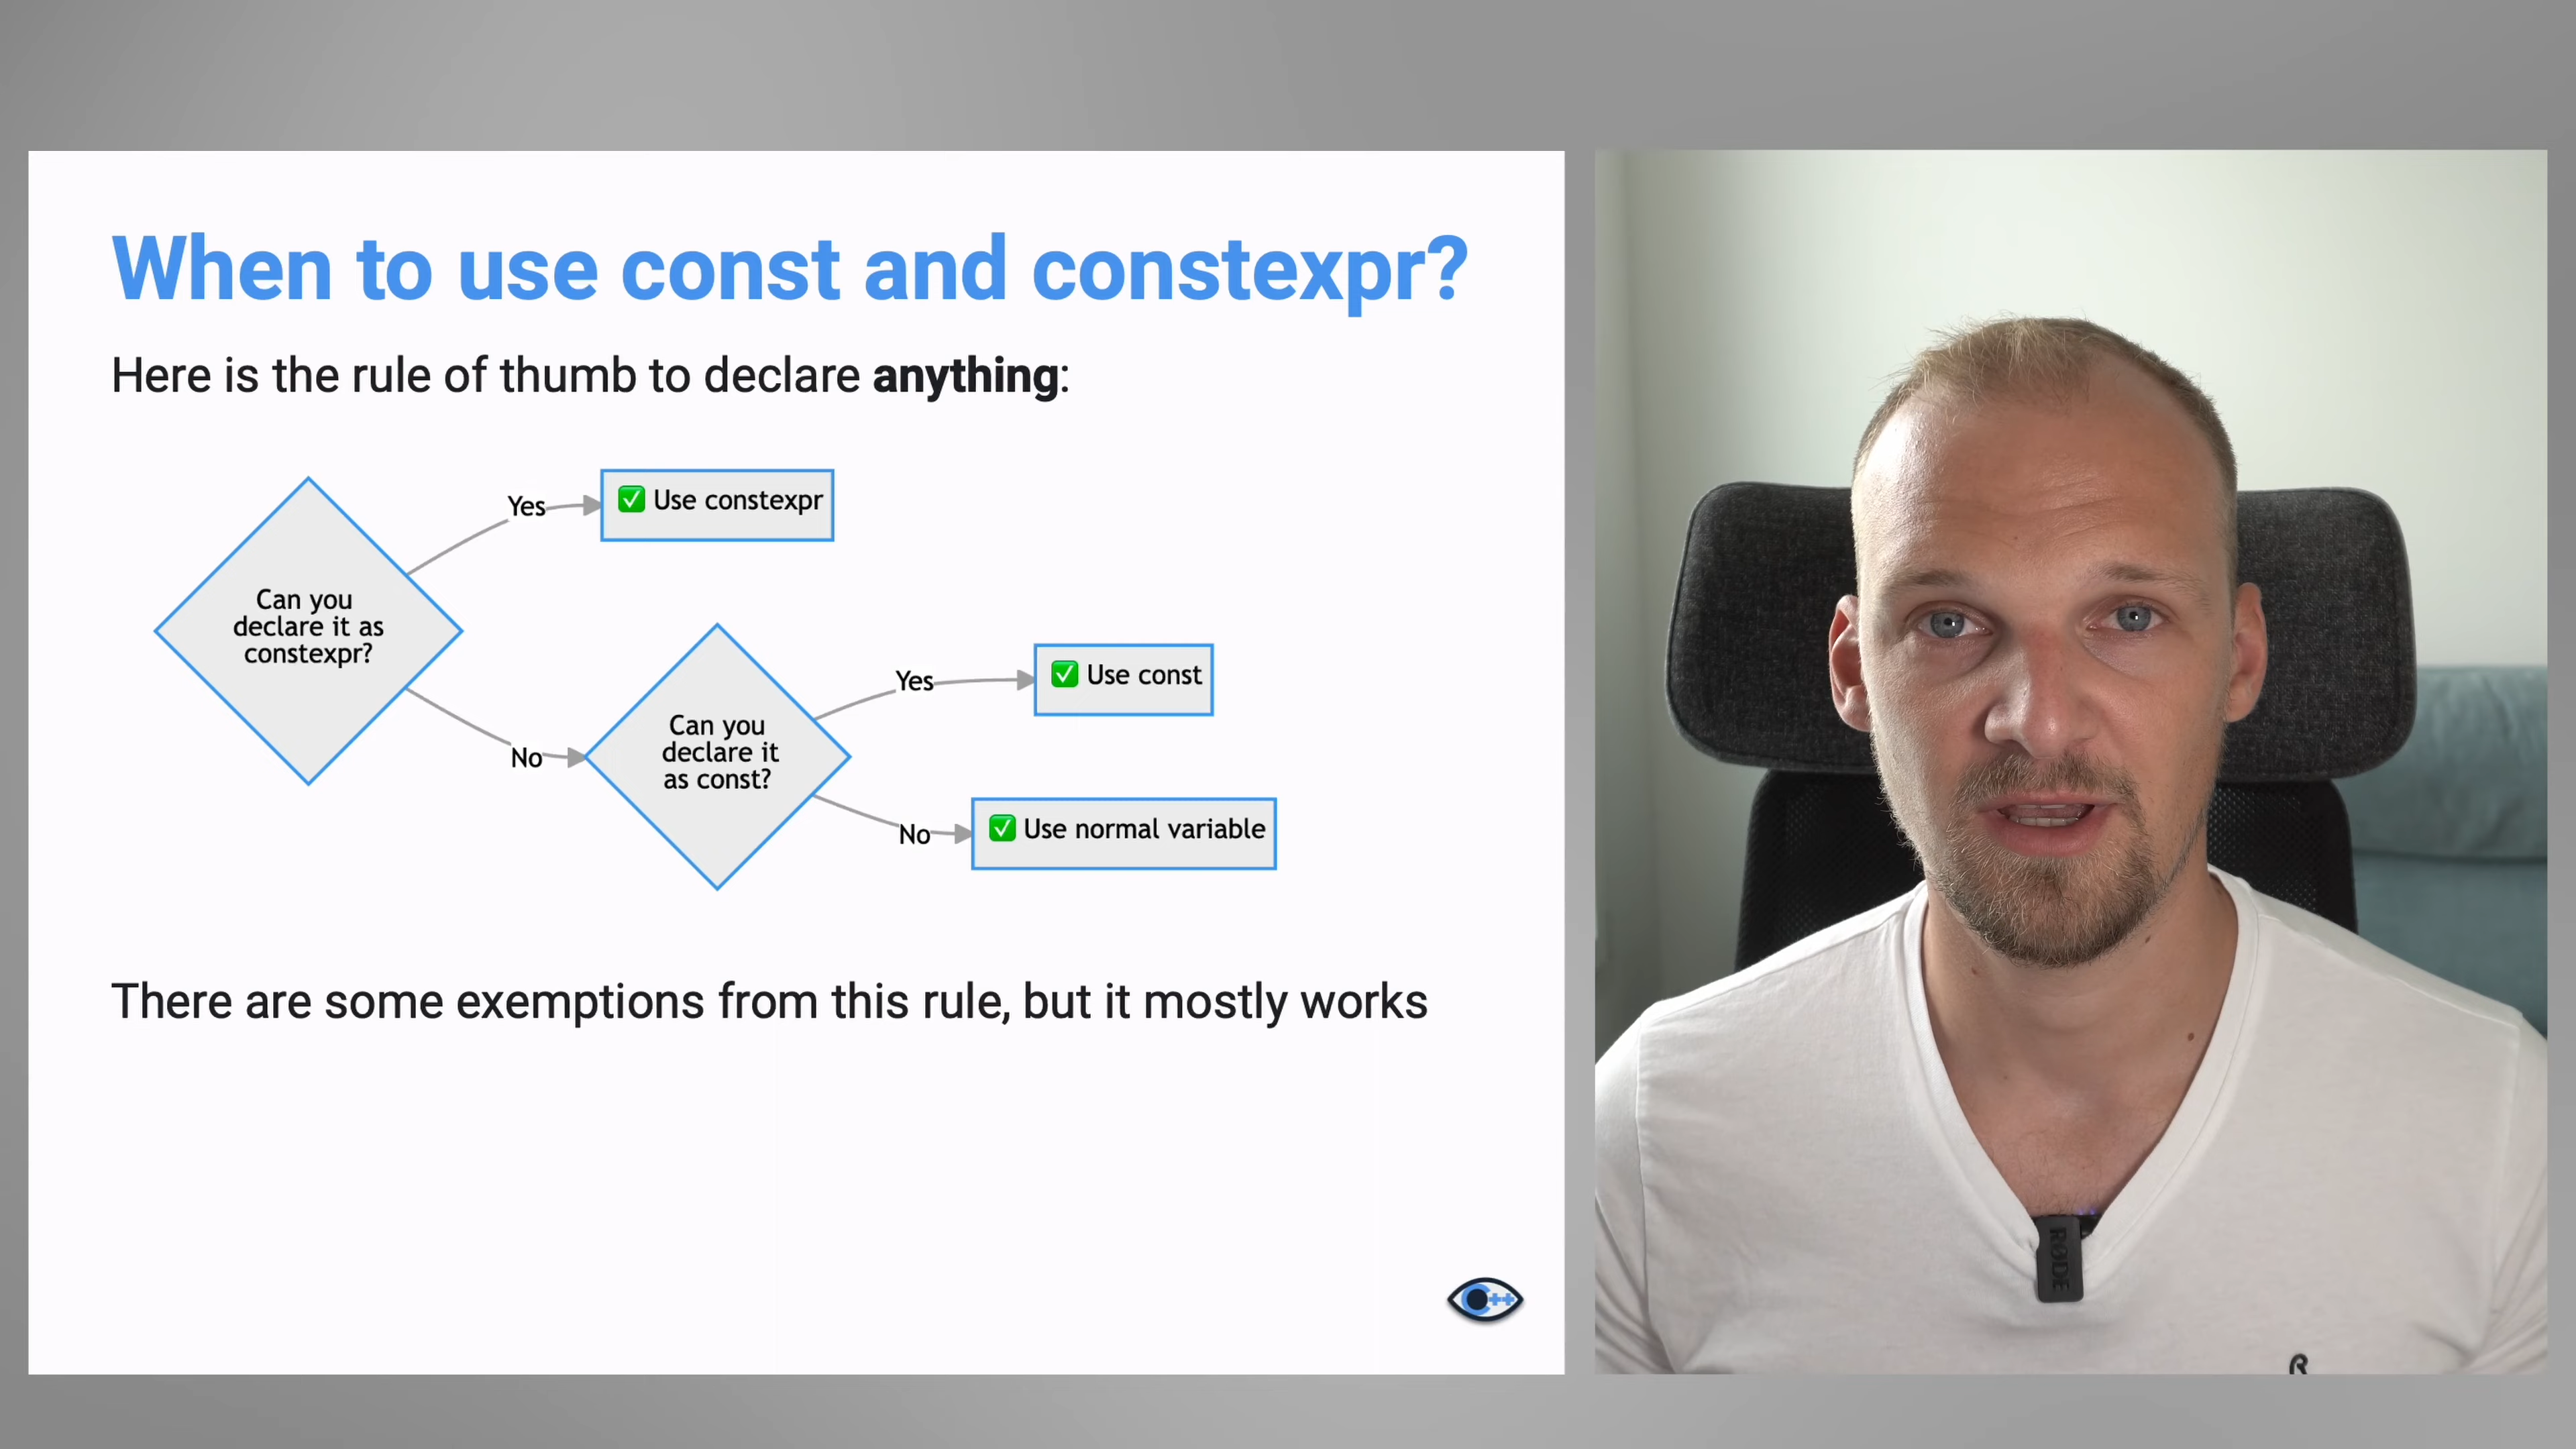 When to use const and constexpr?
Here is the rule of thumb to declare anything:
Can you
declare it as
constexpr?
Yes
✅ Use constexpr
No
Can you
declare it
as const?
Yes
✅ Use const
No
✅ Use normal variable
There are some exemptions from this rule, but it mostly works
C++
RØDE
R